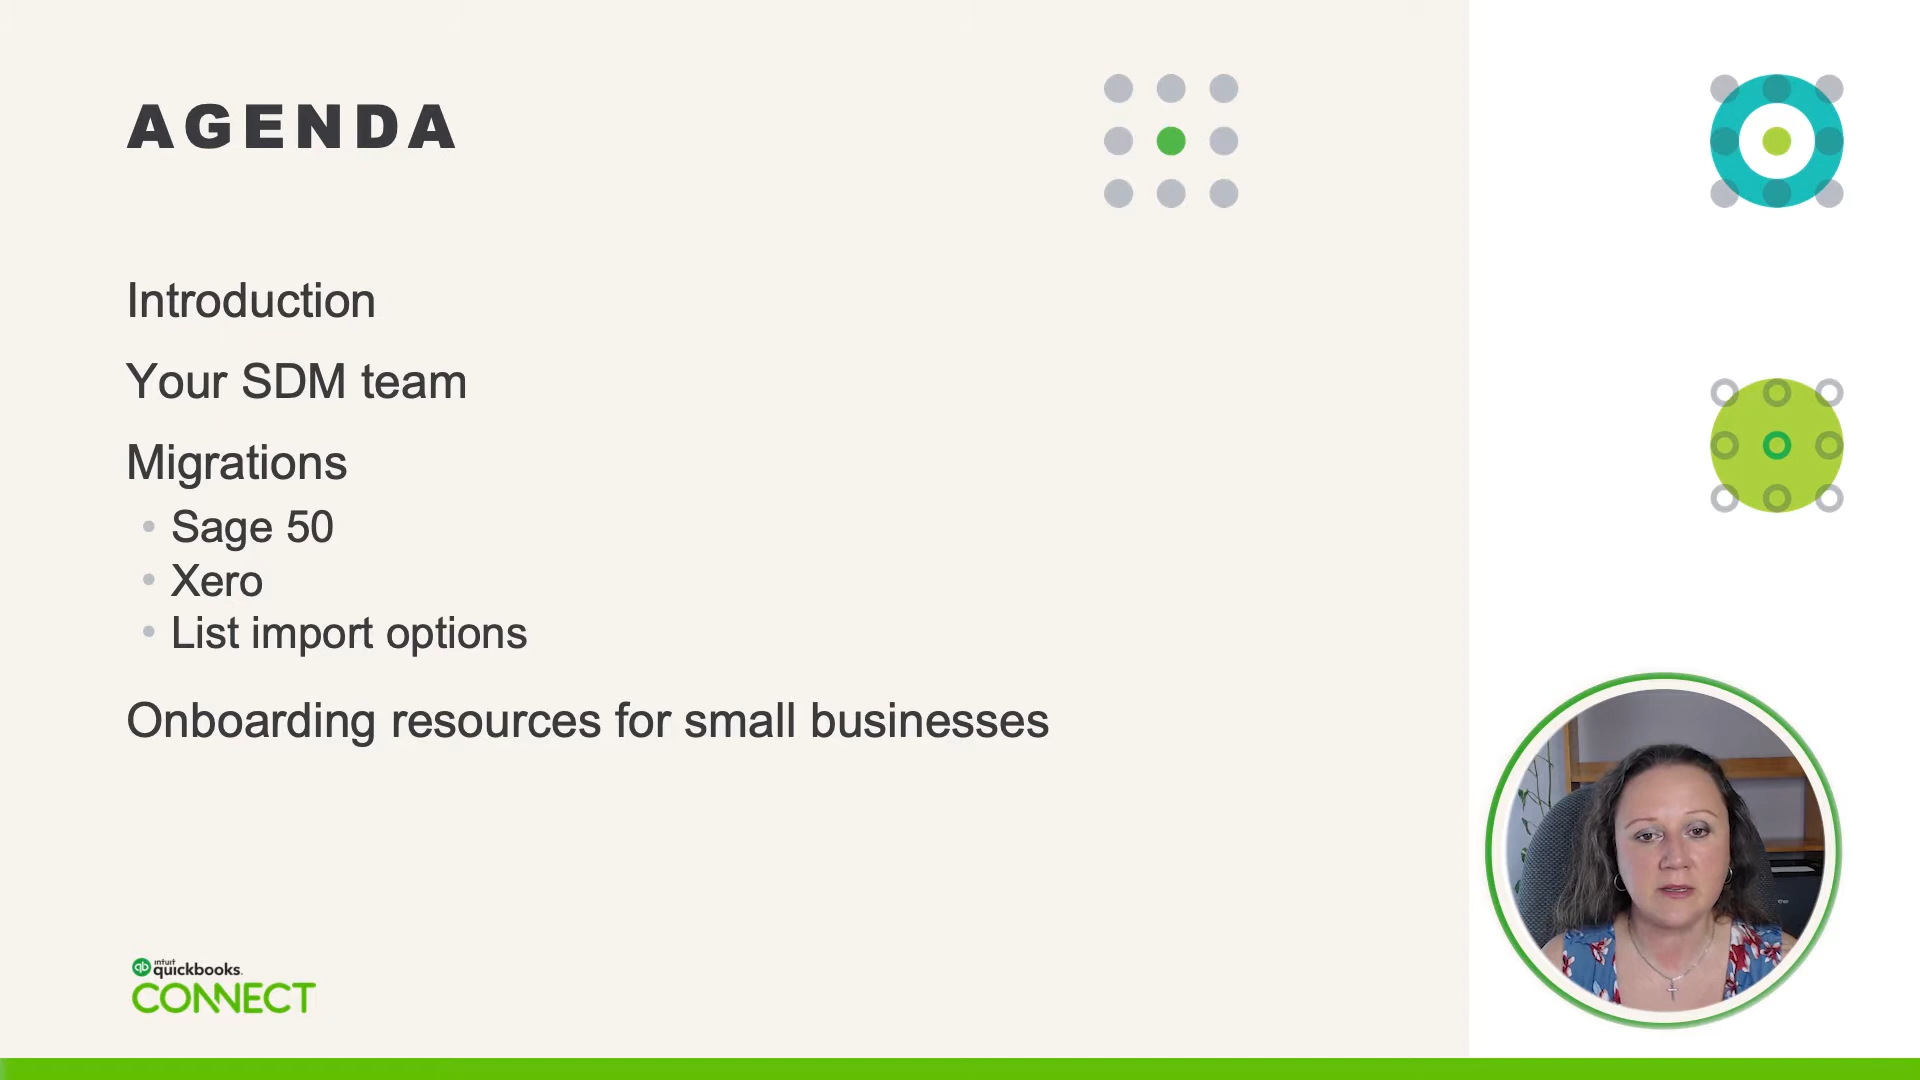 AGENDA
Introduction
Your SDM team
Migrations
• Sage 50
• Xero
• List import options
Onboarding resources for small businesses
qb intuit quickbooks.
CONNECT